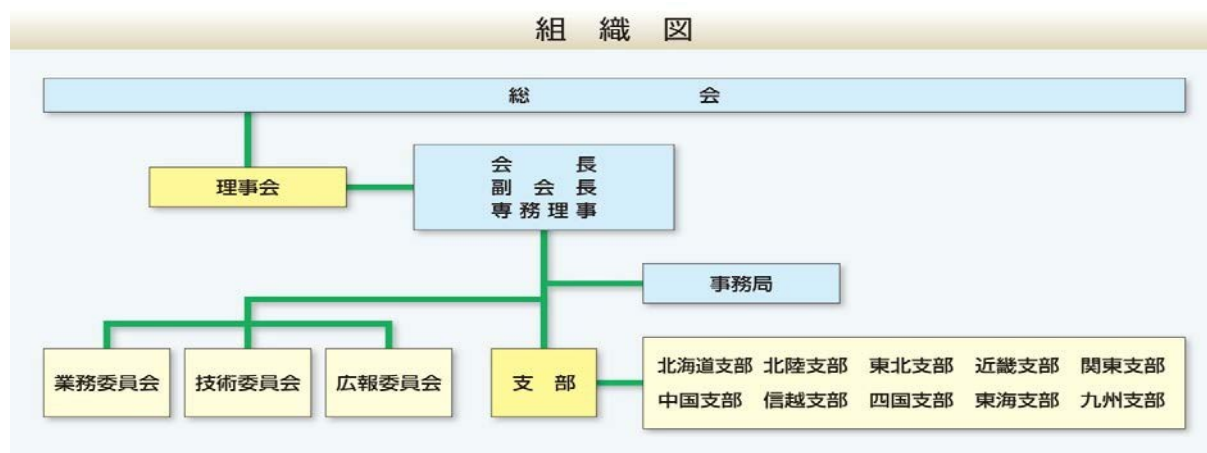 組織図
総会
理事会
会長
副会長
専務理事
事務局
業務委員会
技術委員会
広報委員会
支部
北海道支部 北陸支部 東北支部 近畿支部 関東支部
中国支部 信越支部 四国支部 東海支部 九州支部